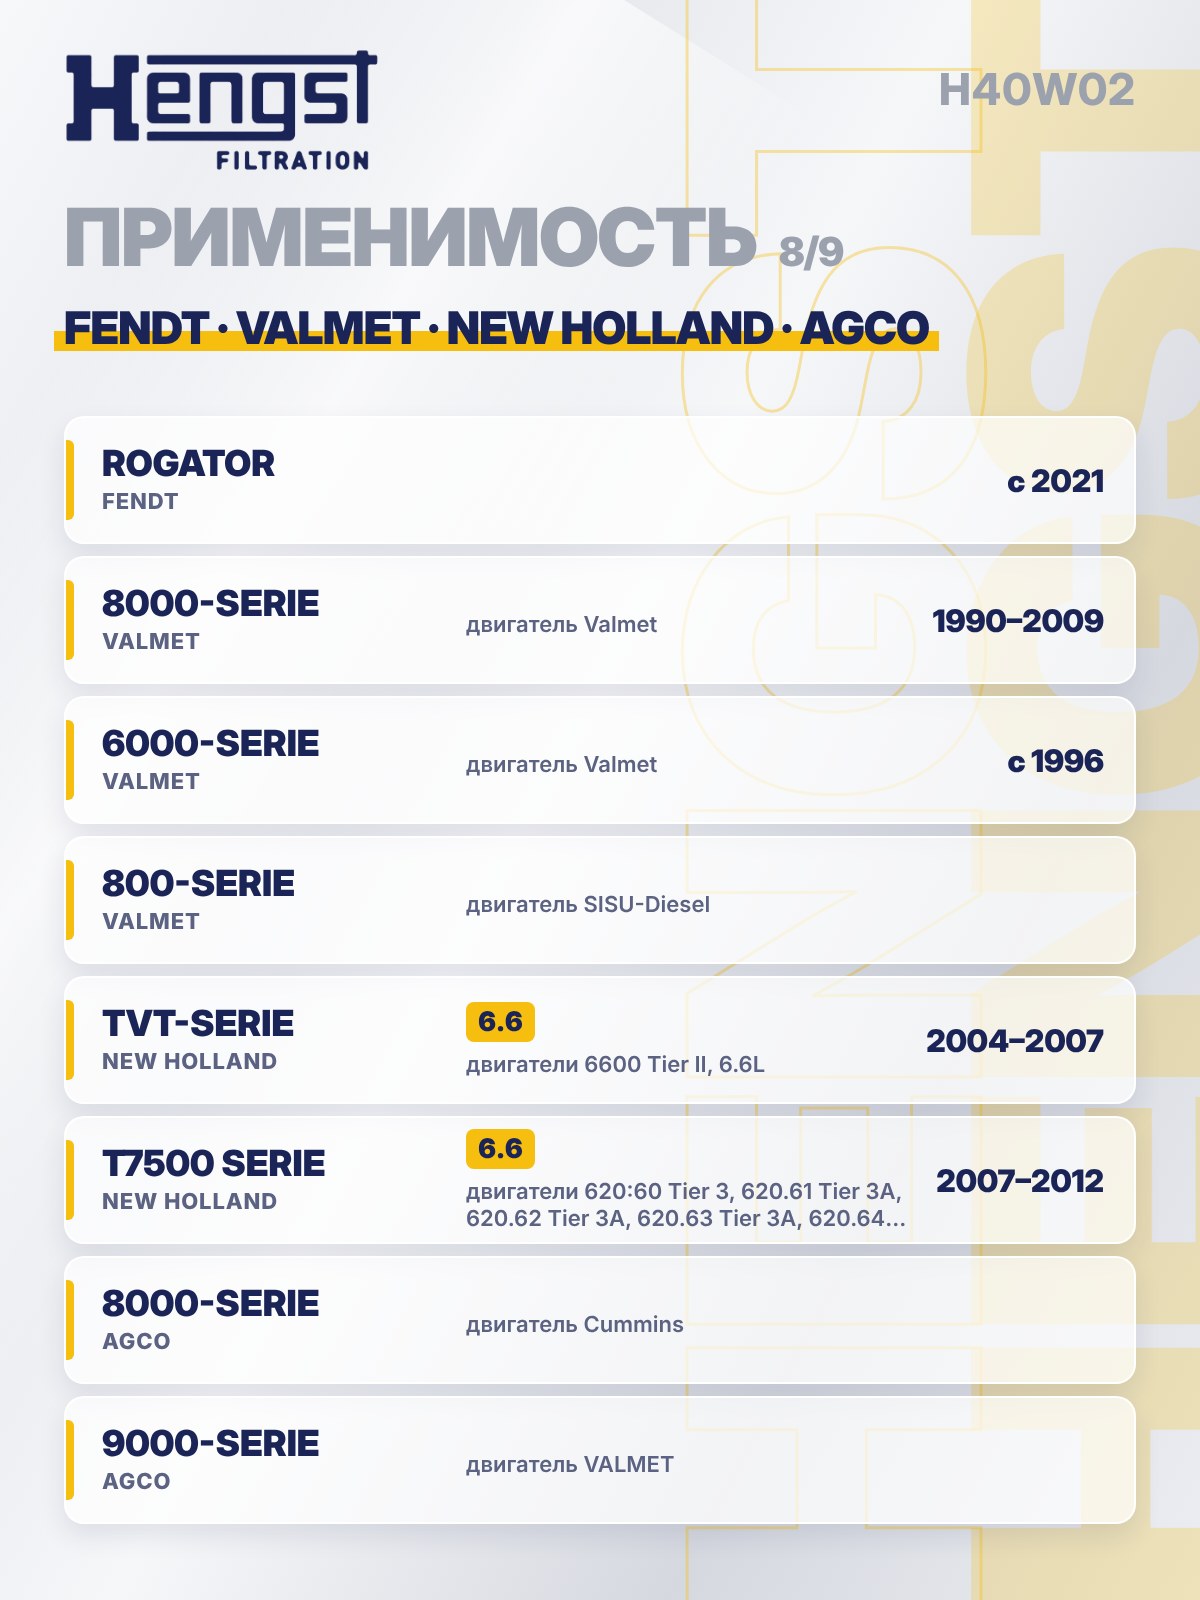 Hengst
FILTRATION
H40W02
ПРИМЕНИМОСТЬ 8/9
FENDT · VALMET · NEW HOLLAND · AGCO
ROGATOR
FENDT
с 2021
8000-SERIE
VALMET
двигатель Valmet
1990–2009
6000-SERIE
VALMET
двигатель Valmet
с 1996
800-SERIE
VALMET
двигатель SISU-Diesel
TVT-SERIE
NEW HOLLAND
6.6
двигатели 6600 Tier II, 6.6L
2004–2007
T7500 SERIE
NEW HOLLAND
6.6
двигатели 620:60 Tier 3, 620.61 Tier 3A,
620.62 Tier 3A, 620.63 Tier 3A, 620.64...
2007–2012
8000-SERIE
AGCO
двигатель Cummins
9000-SERIE
AGCO
двигатель VALMET
HENGST
HENGST